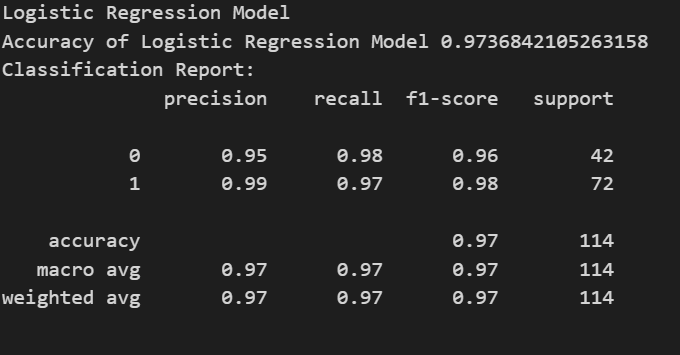 Logistic Regression Model
Accuracy of Logistic Regression Model 0.9736842105263158
Classification Report:
precision recall f1-score support
0 0.95 0.98 0.96 42
1 0.99 0.97 0.98 72
accuracy 0.97 114
macro avg 0.97 0.97 0.97 114
weighted avg 0.97 0.97 0.97 114